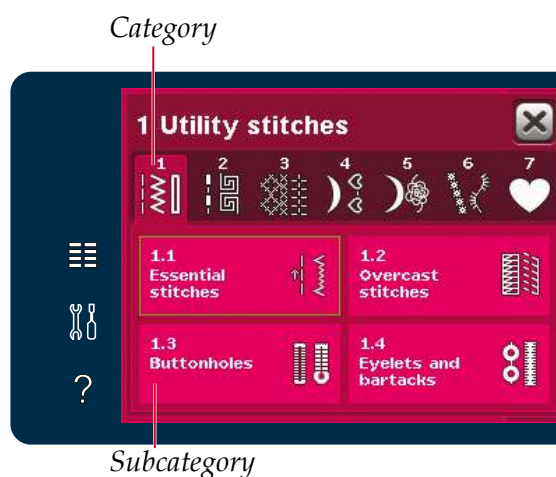 Category
1 Utility stitches
1 2 3 4 5 6 7
1.1
Essential
stitches
1.2
Overcast
stitches
1.3
Buttonholes
1.4
Eyelets and
bartacks
?
Subcategory